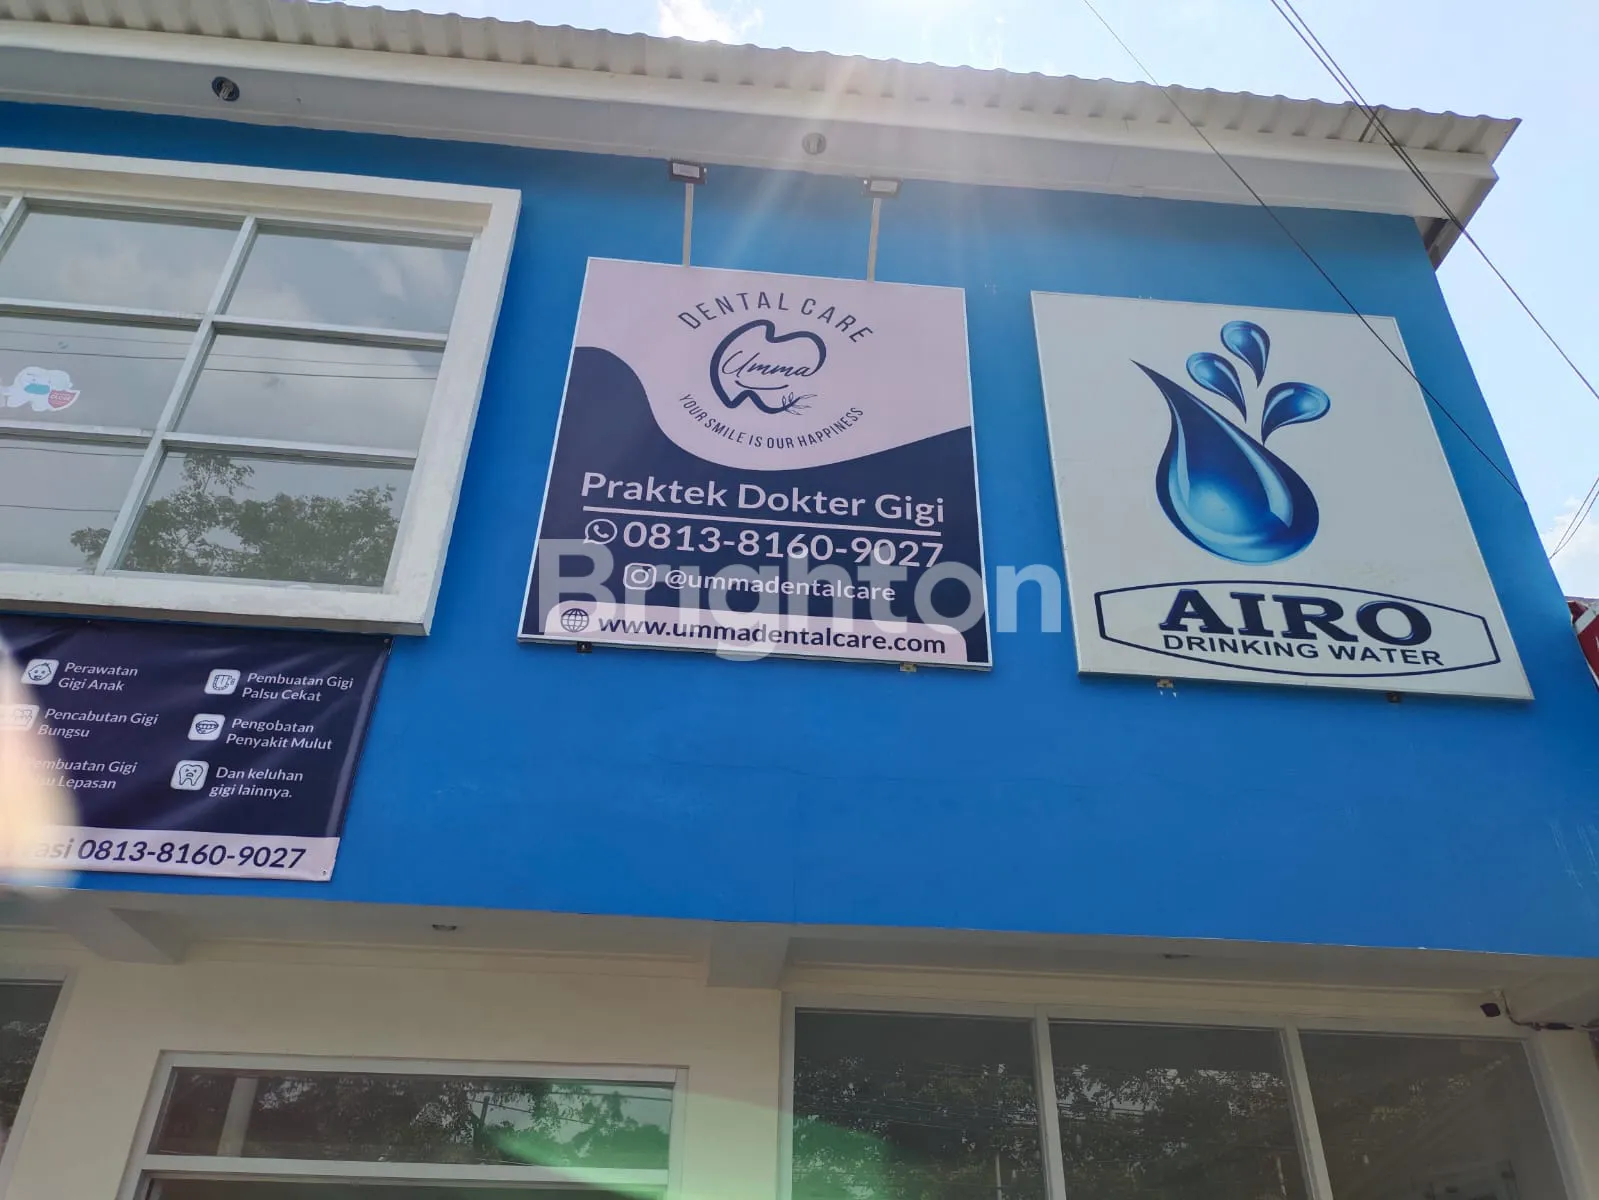 DENTAL CARE
Umma
YOUR SMILE IS OUR HAPPINESS
Praktek Dokter Gigi
0813-8160-9027
@ummadentalcare
www.ummadentalcare.com
AIRO
DRINKING WATER
Perawatan
Gigi Anak
Pencabutan Gigi
Bungsu
Gigi
Lepasan
Pembuatan Gigi
Palsu Cekat
Pengobatan
Penyakit Mulut
Dan keluhan
gigi lainnya.
0813-8160-9027
Brighton